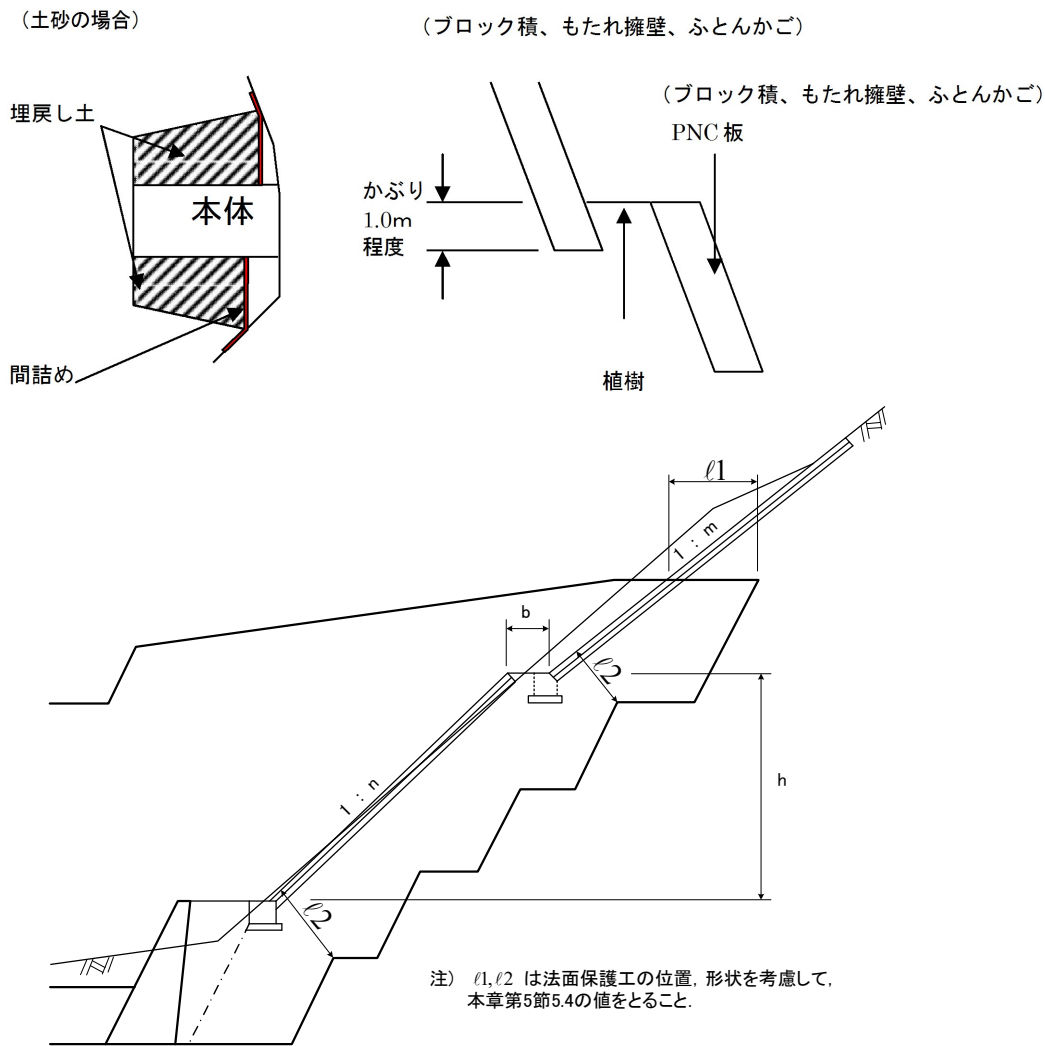 （土砂の場合）
（ブロック積、もたれ擁壁、ふとんかご）
（ブロック積、もたれ擁壁、ふとんかご）
PNC 板
埋戻し土
本体
間詰め
かぶり
1.0m
程度
植樹
ℓ1
1 : m
b
ℓ2
h
1 : n
ℓ2
注） ℓ1,ℓ2 は法面保護工の位置, 形状を考慮して,
本章第5節5.4の値をとること.